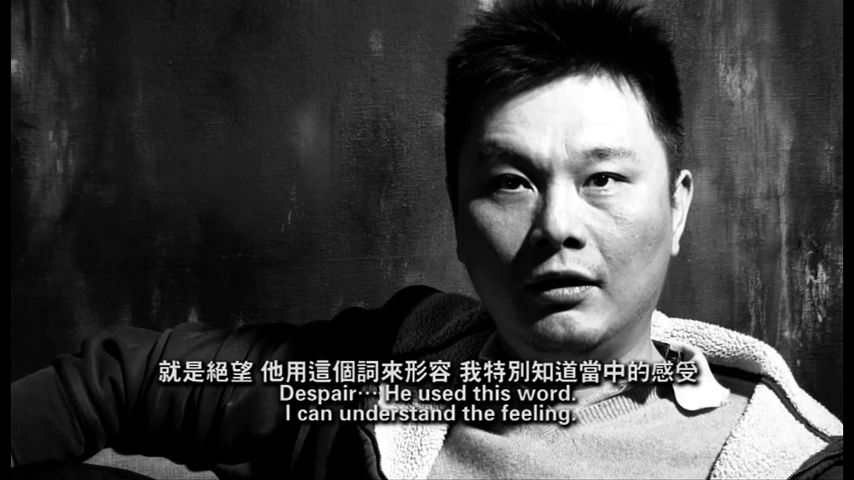 就是絕望 他用這個詞來形容 我特別知道當中的感受
Despair… He used this word.
I can understand the feeling.